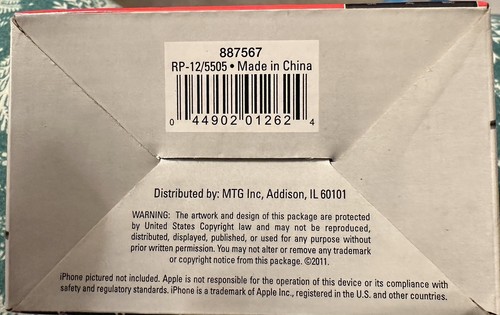 887567
RP-12/5505 • Made in China
0 44902 01262 4
Distributed by: MTG Inc, Addison, IL 60101
WARNING: The artwork and design of this package are protected
by United States Copyright law and may not be reproduced,
distributed, displayed, published, or used for any purpose without
prior written permission. You may not alter or remove any trademark
or copyright notice from this package. ©2011.
iPhone pictured not included. Apple is not responsible for the operation of this device or its compliance with
safety and regulatory standards. iPhone is a trademark of Apple Inc., registered in the U.S. and other countries.